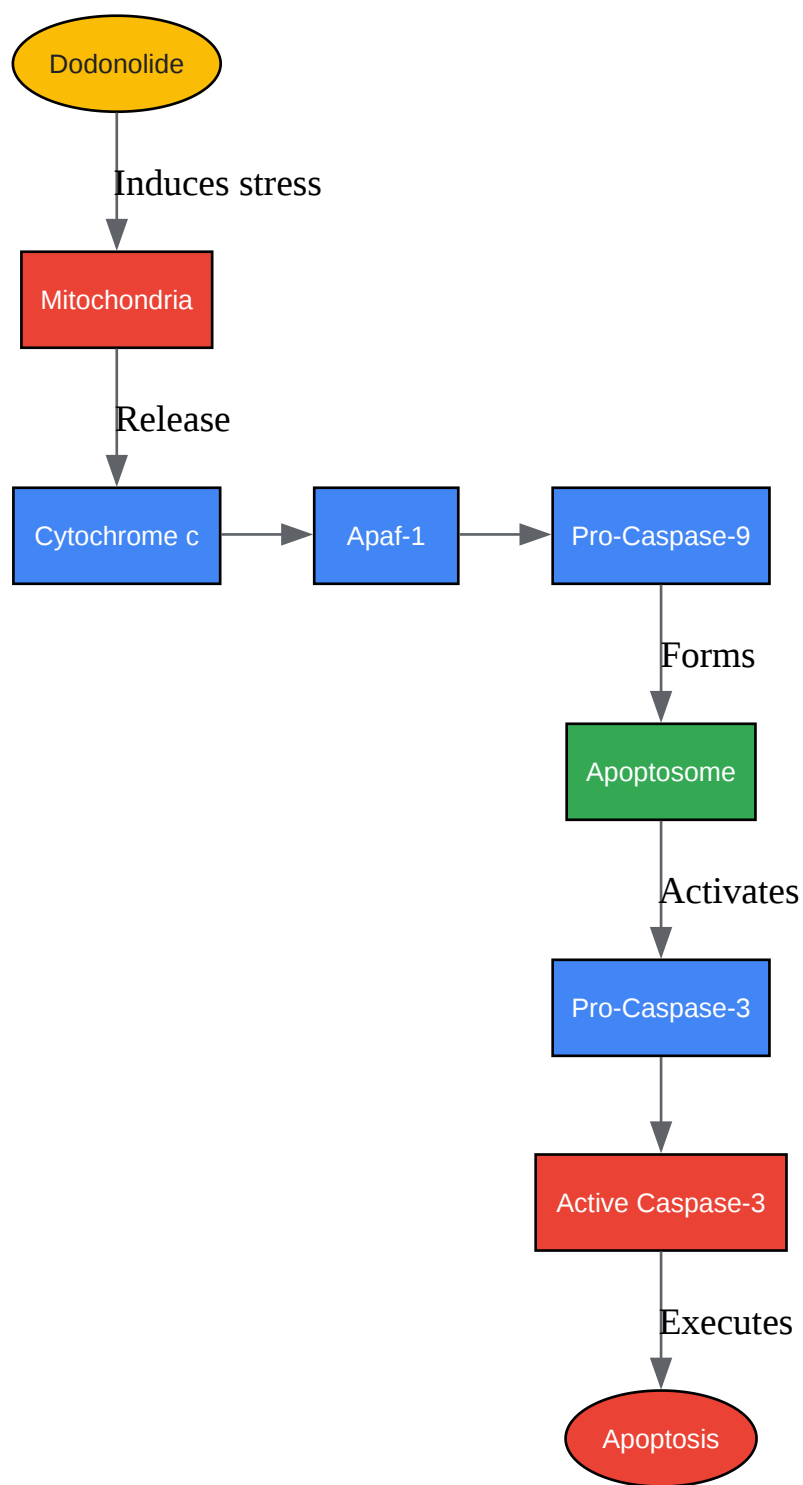 Dodonolide
Induces stress
Mitochondria
Release
Cytochrome c
Apaf-1
Pro-Caspase-9
Forms
Apoptosome
Activates
Pro-Caspase-3
Active Caspase-3
Executes
Apoptosis